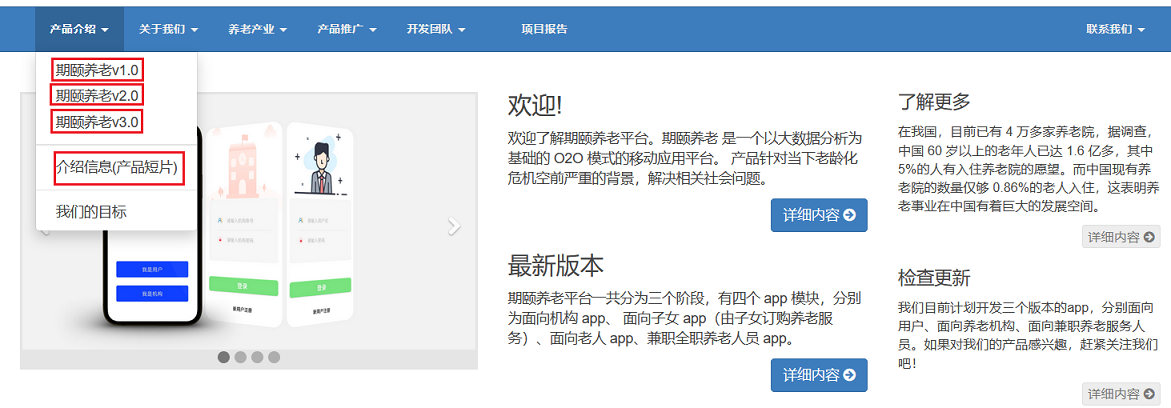 产品介绍 关于我们 养老产业 产品推广 开发团队 项目报告 联系我们
期颐养老v1.0
期颐养老v2.0
期颐养老v3.0
介绍信息(产品短片)
我们的目标
我是用户
我是机构
登录
新用户注册
登录
新商户注册
欢迎!
欢迎了解期颐养老平台。期颐养老 是一个以大数据分析为
基础的 O2O 模式的移动应用平台。 产品针对当下老龄化
危机空前严重的背景，解决相关社会问题。
详细内容
最新版本
期颐养老平台一共分为三个阶段，有四个 app 模块，分别
为面向机构 app、 面向子女 app（由子女订购养老服
务）、面向老人 app、兼职全职养老人员 app。
详细内容
了解更多
在我国，目前已有 4 万多家养老院，据调查，
中国 60 岁以上的老年人已达 1.6 亿多，其中
5%的人有入住养老院的愿望。而中国现有养
老院的数量仅够 0.86%的老人入住，这表明养
老事业在中国有着巨大的发展空间。
详细内容
检查更新
我们目前计划开发三个版本的app，分别面向
用户、面向养老机构、面向兼职养老服务人
员。如果对我们的产品感兴趣，赶紧关注我们
吧！
详细内容